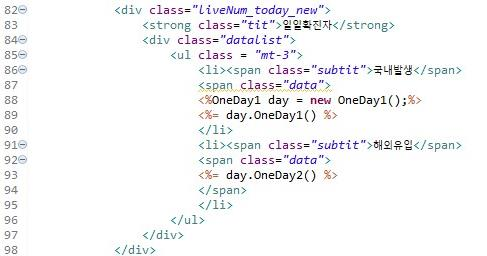 82 <div class="liveNum_today_new">
83 <strong class="tit">일일확진자</strong>
84 <div class="datalist">
85 <ul class = "mt-3">
86 <li><span class="subtit">국내발생</span>
87 <span class="data">
88 <%OneDay1 day = new OneDay1();%>
89 <%= day.OneDay1() %>
90 </li>
91 <li><span class="subtit">해외유입</span>
92 <span class="data">
93 <%= day.OneDay2() %>
94 </span>
95 </li>
96 </ul>
97 </div>
98 </div>